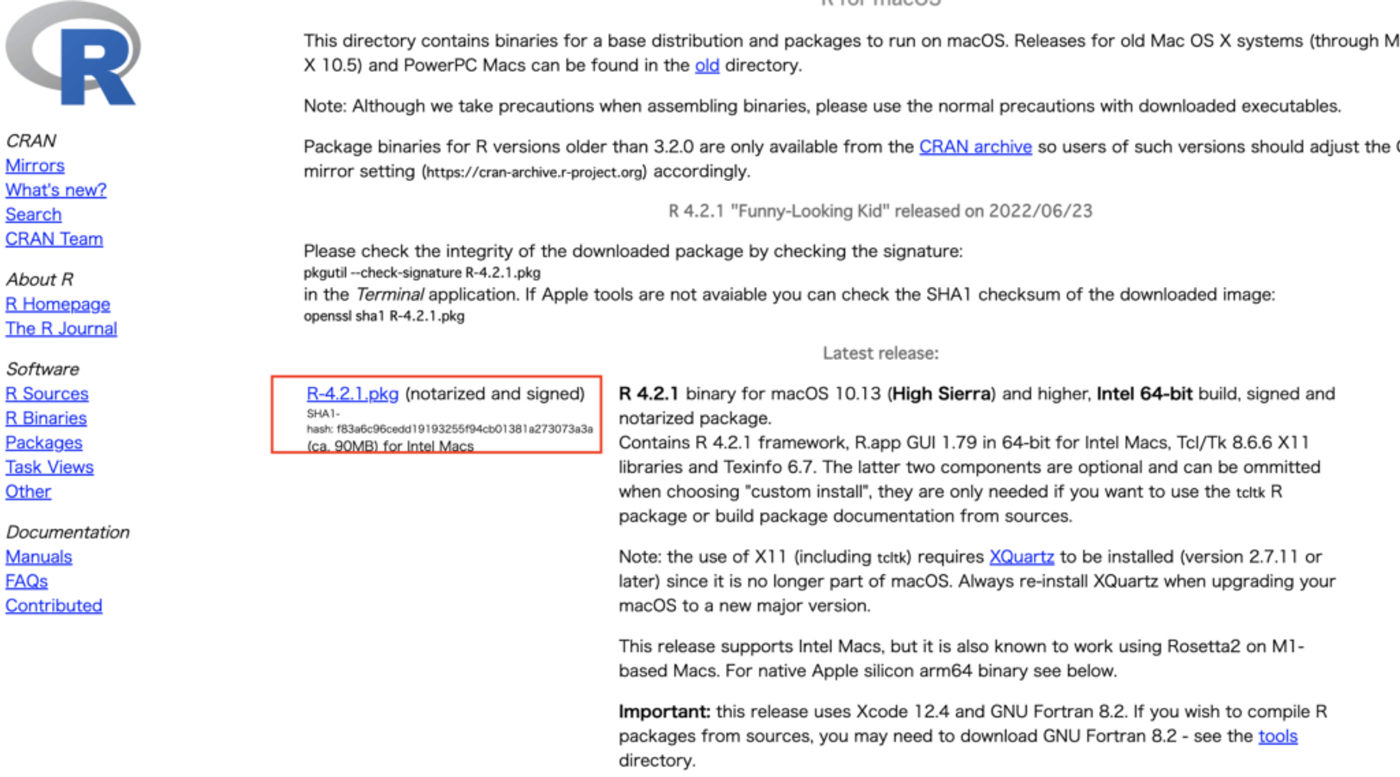 R for macOS
R
This directory contains binaries for a base distribution and packages to run on macOS. Releases for old Mac OS X systems (through M
X 10.5) and PowerPC Macs can be found in the old directory.
Note: Although we take precautions when assembling binaries, please use the normal precautions with downloaded executables.
CRAN
Mirrors
What's new?
Search
CRAN Team
Package binaries for R versions older than 3.2.0 are only available from the CRAN archive so users of such versions should adjust the C
mirror setting (https://cran-archive.r-project.org) accordingly.
R 4.2.1 "Funny-Looking Kid" released on 2022/06/23
Please check the integrity of the downloaded package by checking the signature:
pkgutil --check-signature R-4.2.1.pkg
in the Terminal application. If Apple tools are not avaiable you can check the SHA1 checksum of the downloaded image:
openssl sha1 R-4.2.1.pkg
About R
R Homepage
The R Journal
Latest release:
Software
R Sources
R Binaries
Packages
Task Views
Other
R-4.2.1.pkg (notarized and signed)
SHA1-
hash: f83a6c96cedd19193255f94cb01381a273073a3a
(ca. 90MB) for Intel Macs
R 4.2.1 binary for macOS 10.13 (High Sierra) and higher, Intel 64-bit build, signed and
notarized package.
Contains R 4.2.1 framework, R.app GUI 1.79 in 64-bit for Intel Macs, Tcl/Tk 8.6.6 X11
libraries and Texinfo 6.7. The latter two components are optional and can be ommitted
when choosing "custom install", they are only needed if you want to use the tcltk R
package or build package documentation from sources.
Documentation
Manuals
FAQs
Contributed
Note: the use of X11 (including tcltk) requires XQuartz to be installed (version 2.7.11 or
later) since it is no longer part of macOS. Always re-install XQuartz when upgrading your
macOS to a new major version.
This release supports Intel Macs, but it is also known to work using Rosetta2 on M1-
based Macs. For native Apple silicon arm64 binary see below.
Important: this release uses Xcode 12.4 and GNU Fortran 8.2. If you wish to compile R
packages from sources, you may need to download GNU Fortran 8.2 - see the tools
directory.